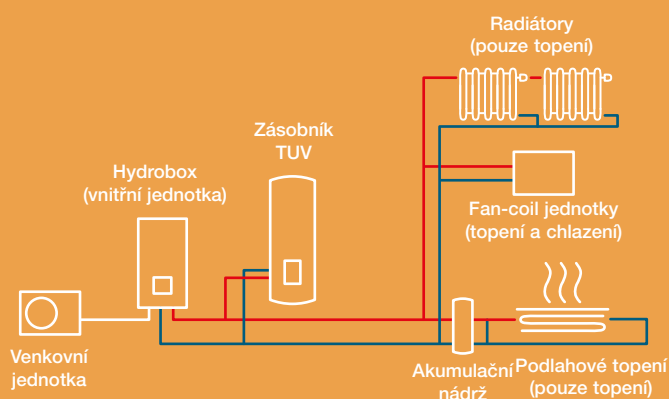 Radiátory
(pouze topení)
Zásobník
TUV
Hydrobox
(vnitřní jednotka)
Fan-coil jednotky
(topení a chlazení)
Venkovní
jednotka
Akumulační
nádrž
Podlahové topení
(pouze topení)